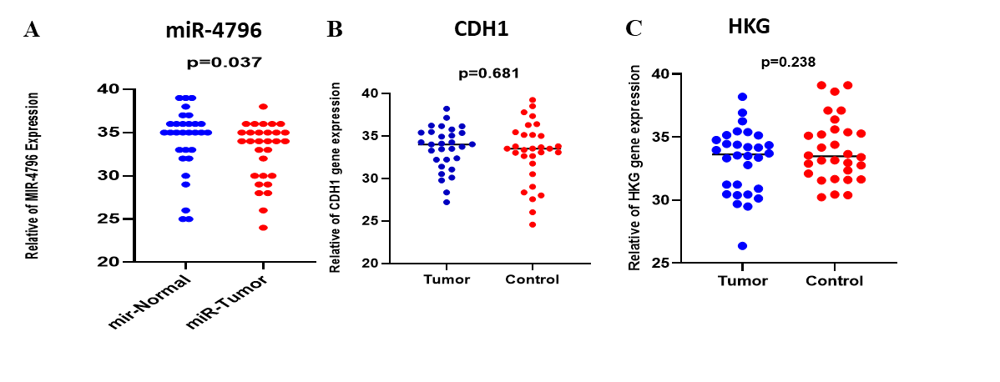 A
miR-4796
p=0.037
Relative of MIR-4796 Expression
40
35
30
25
20
mir-Normal
miR-Tumor
B
CDH1
p=0.681
Relative of CDH1 gene expression
40
35
30
25
20
Tumor
Control
C
HKG
p=0.238
Relative of HKG gene expression
40
35
30
25
Tumor
Control